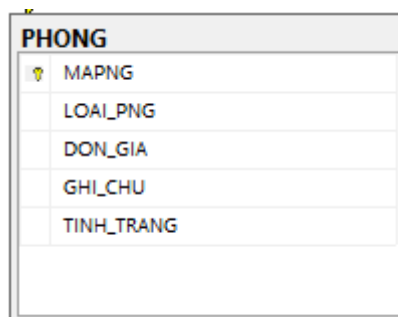 PHONG
MAPNG
LOAI_PNG
DON_GIA
GHI_CHU
TINH_TRANG